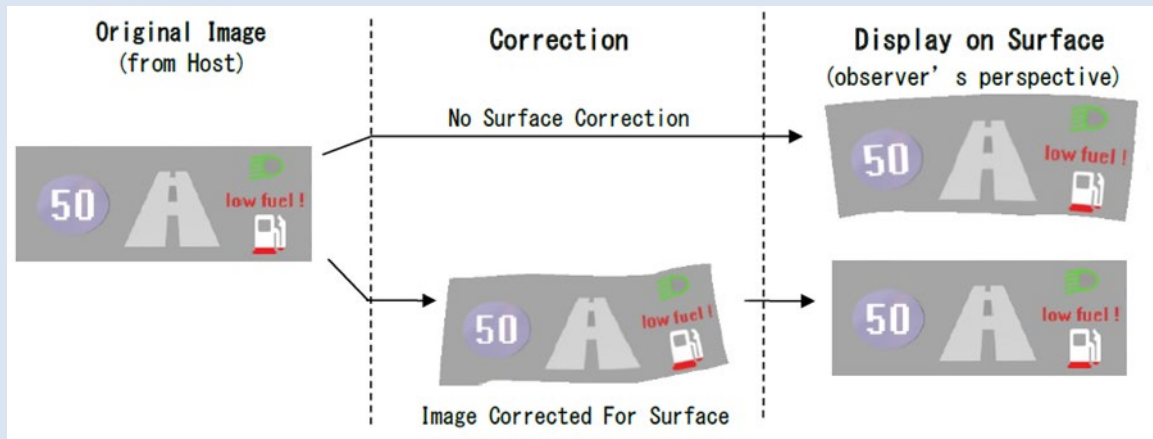 Original Image
(from Host)
Correction
Display on Surface
(observer's perspective)
No Surface Correction
50
low fuel !
50
low fuel !
50
low fuel !
50
low fuel !
Image Corrected For Surface